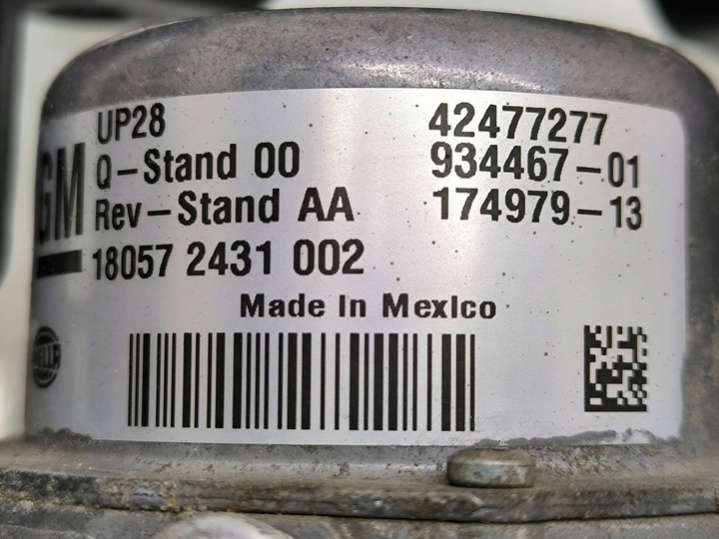 GM
UP28 42477277
Q-Stand 00 934467-01
Rev-Stand AA 174979-13
18057 2431 002
Made In Mexico
HELLA